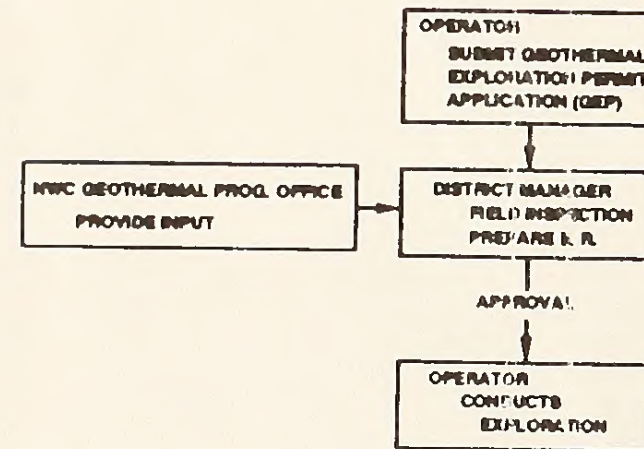 OPERATOR
SUBMIT GEOTHERMAL
EXPLORATION PERMIT
APPLICATION (GEP)
NWC GEOTHERMAL PROG. OFFICE
PROVIDE INPUT
DISTRICT MANAGER
FIELD INSPECTION
PREPARE E. R.
APPROVAL
OPERATOR
CONDUCTS
EXPLORATION